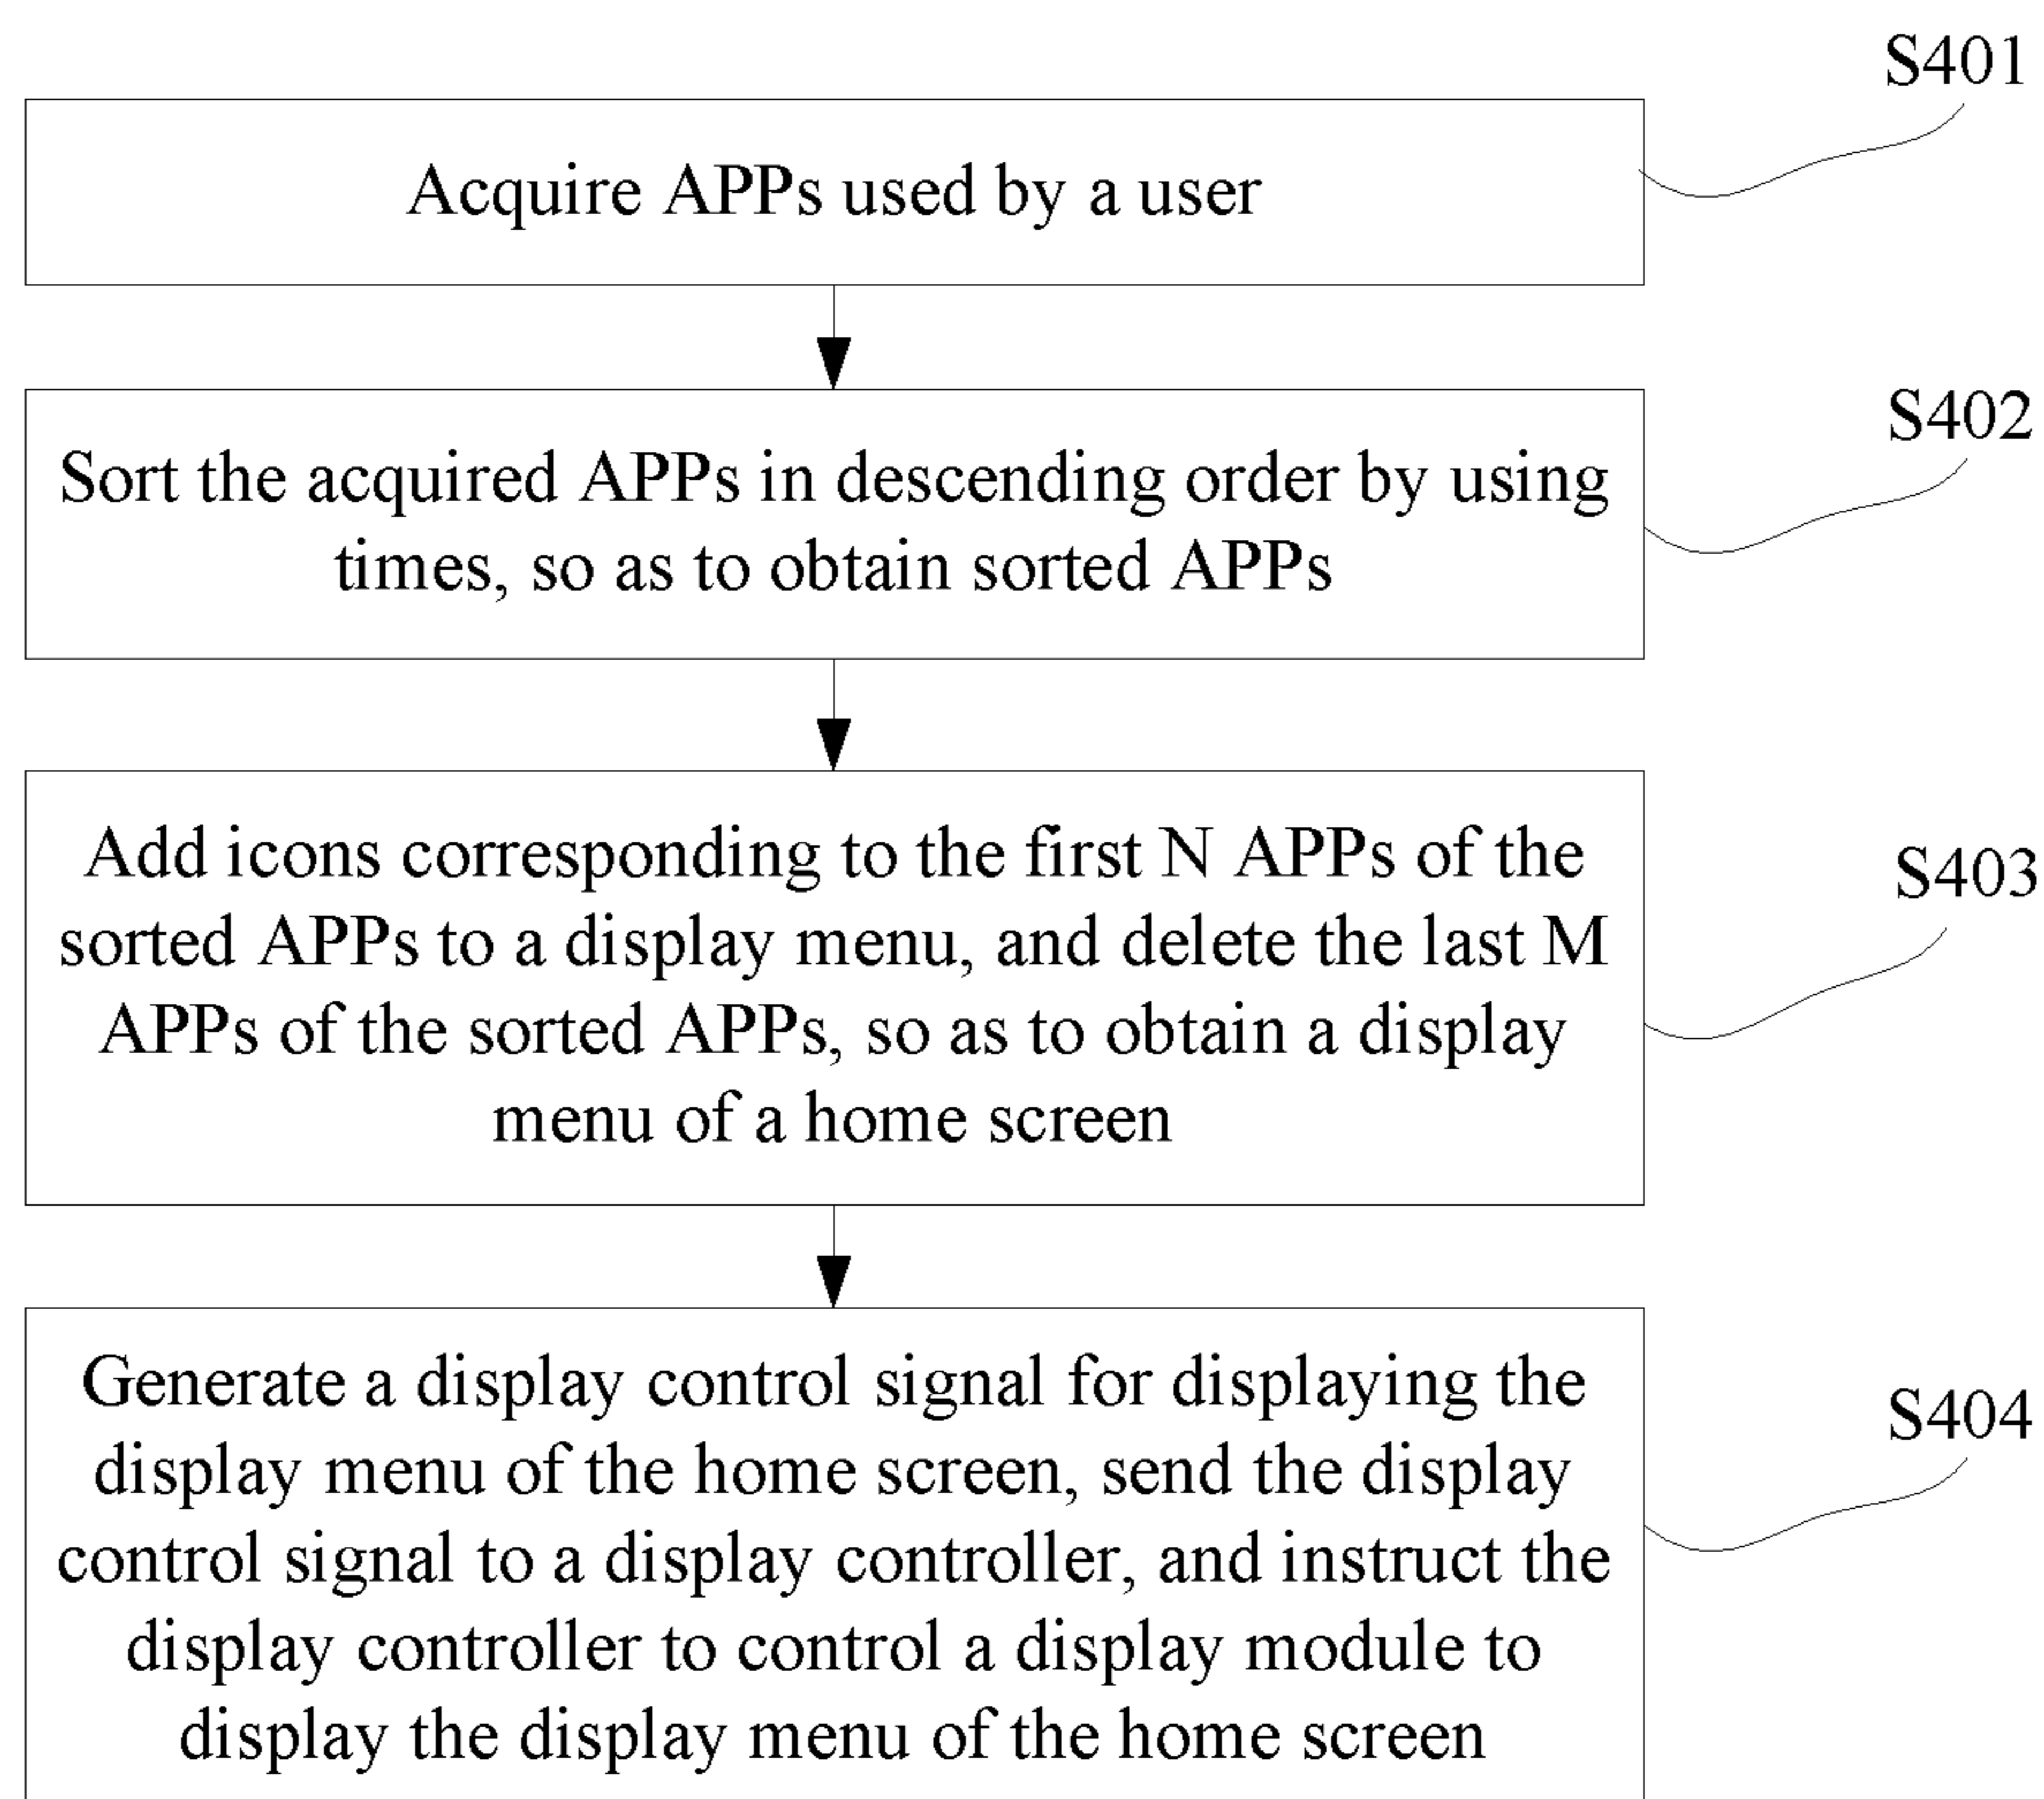 S401
Acquire APPs used by a user
S402
Sort the acquired APPs in descending order by using
times, so as to obtain sorted APPs
Add icons corresponding to the first N APPs of the
S403
sorted APPs to a display menu, and delete the last M
APPs of the sorted APPs, so as to obtain a display
menu of a home screen
Generate a display control signal for displaying the
S404
display menu of the home screen, send the display
control signal to a display controller, and instruct the
display controller to control a display module to
display the display menu of the home screen